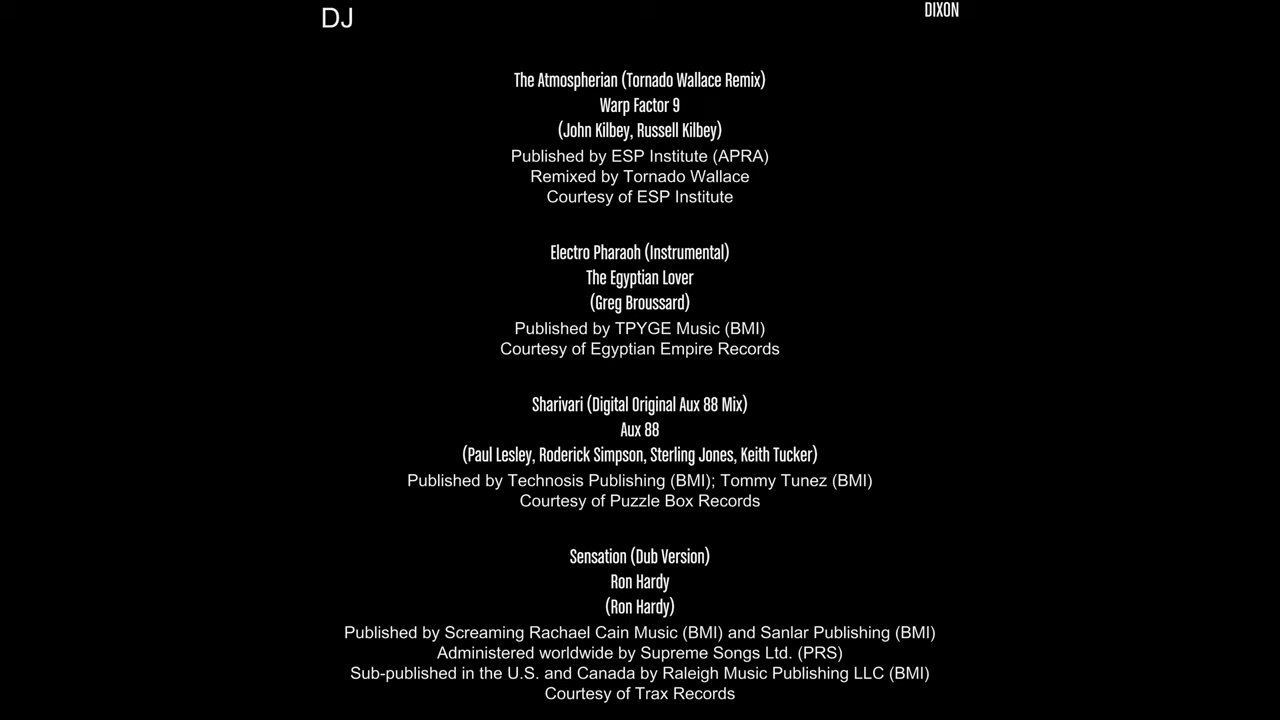 DJ DIXON
The Atmospherian (Tornado Wallace Remix)
Warp Factor 9
(John Kilbey, Russell Kilbey)
Published by ESP Institute (APRA)
Remixed by Tornado Wallace
Courtesy of ESP Institute
Electro Pharaoh (Instrumental)
The Egyptian Lover
(Greg Broussard)
Published by TPYGE Music (BMI)
Courtesy of Egyptian Empire Records
Sharivari (Digital Original Aux 88 Mix)
Aux 88
(Paul Lesley, Roderick Simpson, Sterling Jones, Keith Tucker)
Published by Technosis Publishing (BMI); Tommy Tunez (BMI)
Courtesy of Puzzle Box Records
Sensation (Dub Version)
Ron Hardy
(Ron Hardy)
Published by Screaming Rachael Cain Music (BMI) and Sanlar Publishing (BMI)
Administered worldwide by Supreme Songs Ltd. (PRS)
Sub-published in the U.S. and Canada by Raleigh Music Publishing LLC (BMI)
Courtesy of Trax Records